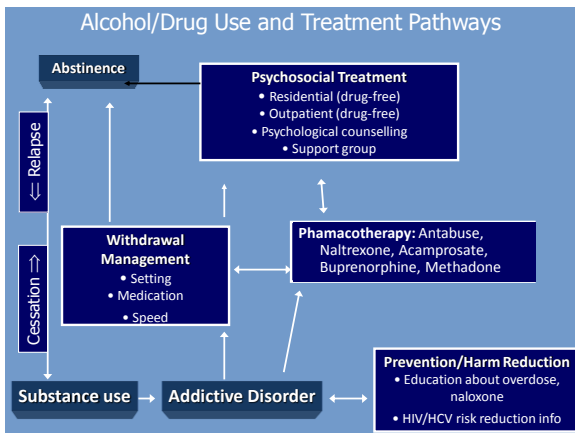 Alcohol/Drug Use and Treatment Pathways
Abstinence
Psychosocial Treatment
• Residential (drug-free)
• Outpatient (drug-free)
• Psychological counselling
• Support group
⇐ Relapse
Cessation ⇒
Withdrawal
Management
• Setting
• Medication
• Speed
Phamacotherapy: Antabuse,
Naltrexone, Acamprosate,
Buprenorphine, Methadone
Substance use
Addictive Disorder
Prevention/Harm Reduction
• Education about overdose,
naloxone
• HIV/HCV risk reduction info